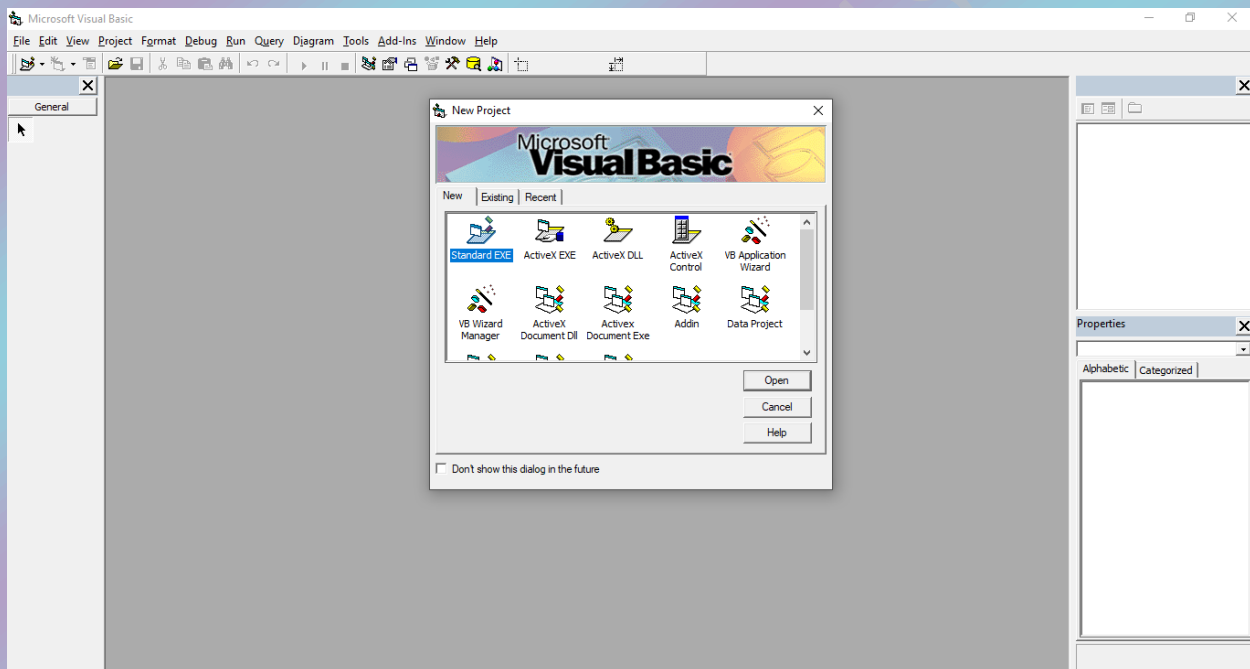 Microsoft Visual Basic
File Edit View Project Format Debug Run Query Diagram Tools Add-Ins Window Help
General
New Project
Microsoft
Visual Basic
New Existing Recent
Standard EXE ActiveX EXE ActiveX DLL ActiveX Control VB Application Wizard
VB Wizard Manager ActiveX Document Dll Activex Document Exe Addin Data Project
Open
Cancel
Help
Don't show this dialog in the future
Properties
Alphabetic Categorized